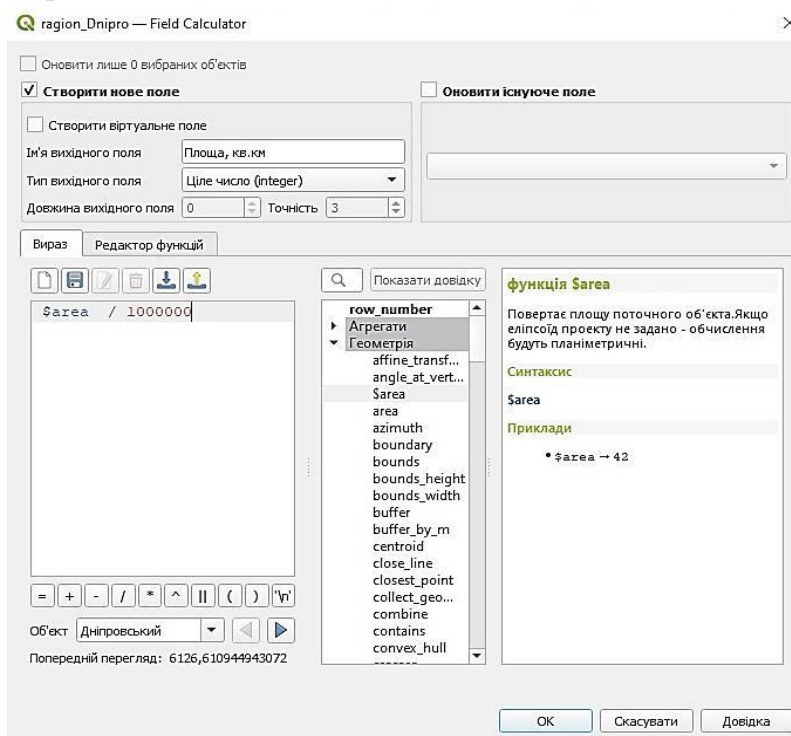 ragion_Dnipro — Field Calculator
Оновити лише 0 вибраних об'єктів
Створити нове поле
Оновити існуюче поле
Створити віртуальне поле
Ім'я вихідного поля Площа, кв.км
Тип вихідного поля Ціле число (integer)
Довжина вихідного поля 0 Точність 3
Вираз Редактор функцій
$area / 1000000
Показати довідку
row_number
Агрегати
Геометрія
affine_transf...
angle_at_vert...
$area
area
azimuth
boundary
bounds
bounds_height
bounds_width
buffer
buffer_by_m
centroid
close_line
closest_point
collect_geo...
combine
contains
convex_hull
функція $area
Повертає площу поточного об'єкта.Якщо
еліпсоїд проекту не задано - обчислення
будуть планіметричні.
Синтаксис
$area
Приклади
• $area → 42
= + - / * ^ || ( ) '\n'
Об'єкт Дніпровський
Попередній перегляд: 6126,610944943072
OK Скасувати Довідка